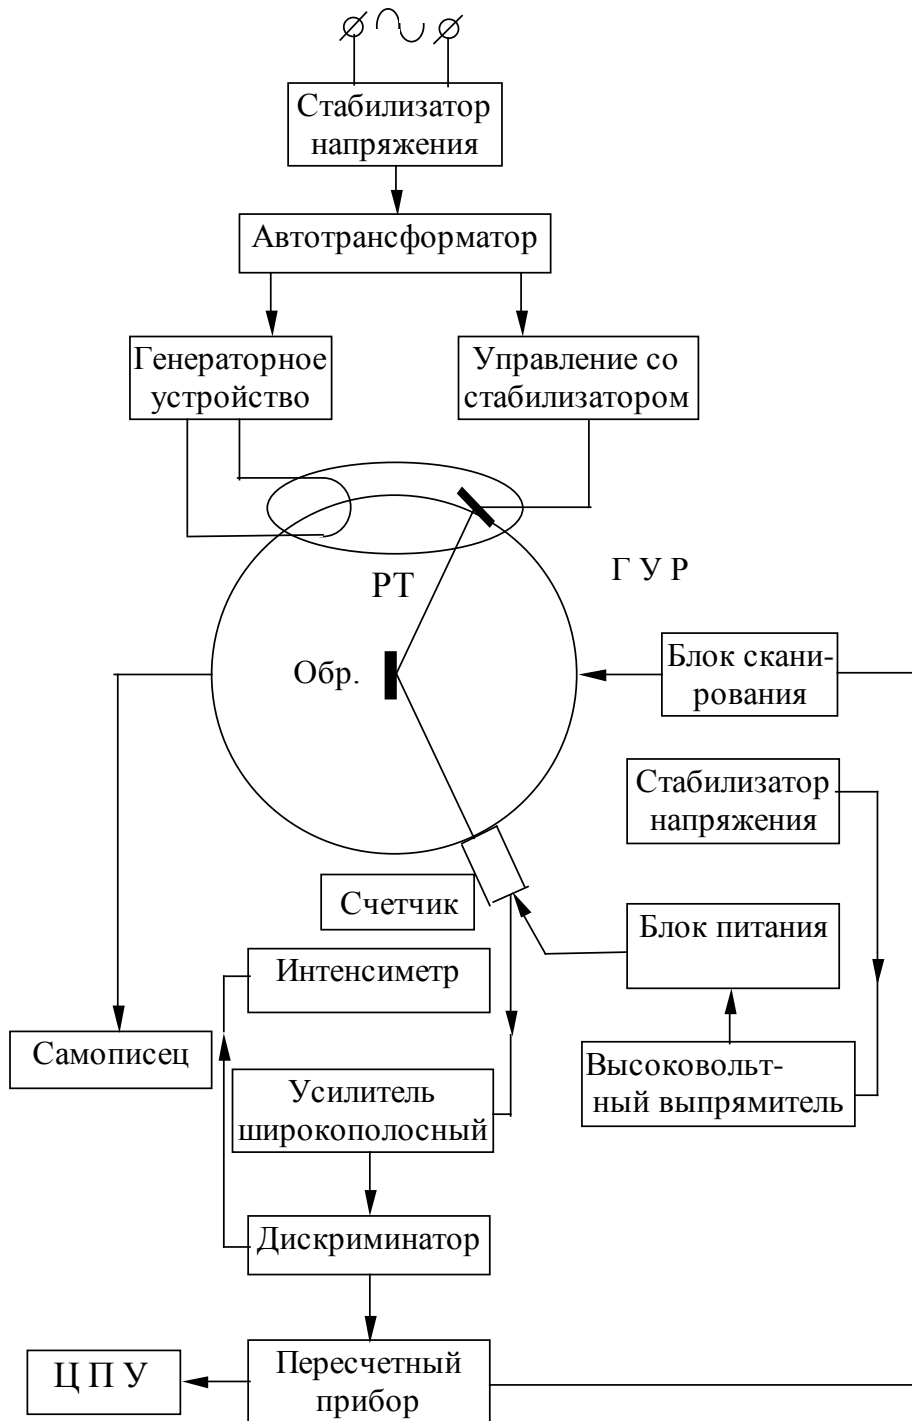 Стабилизатор
напряжения
Автотрансформатор
Генераторное
устройство
Управление со
стабилизатором
РТ
Г У Р
Обр.
Блок скани-
рования
Стабилизатор
напряжения
Счетчик
Блок питания
Интенсиметр
Самописец
Высоковольт-
ный выпрямитель
Усилитель
широкополосный
Дискриминатор
Пересчетный
прибор
Ц П У